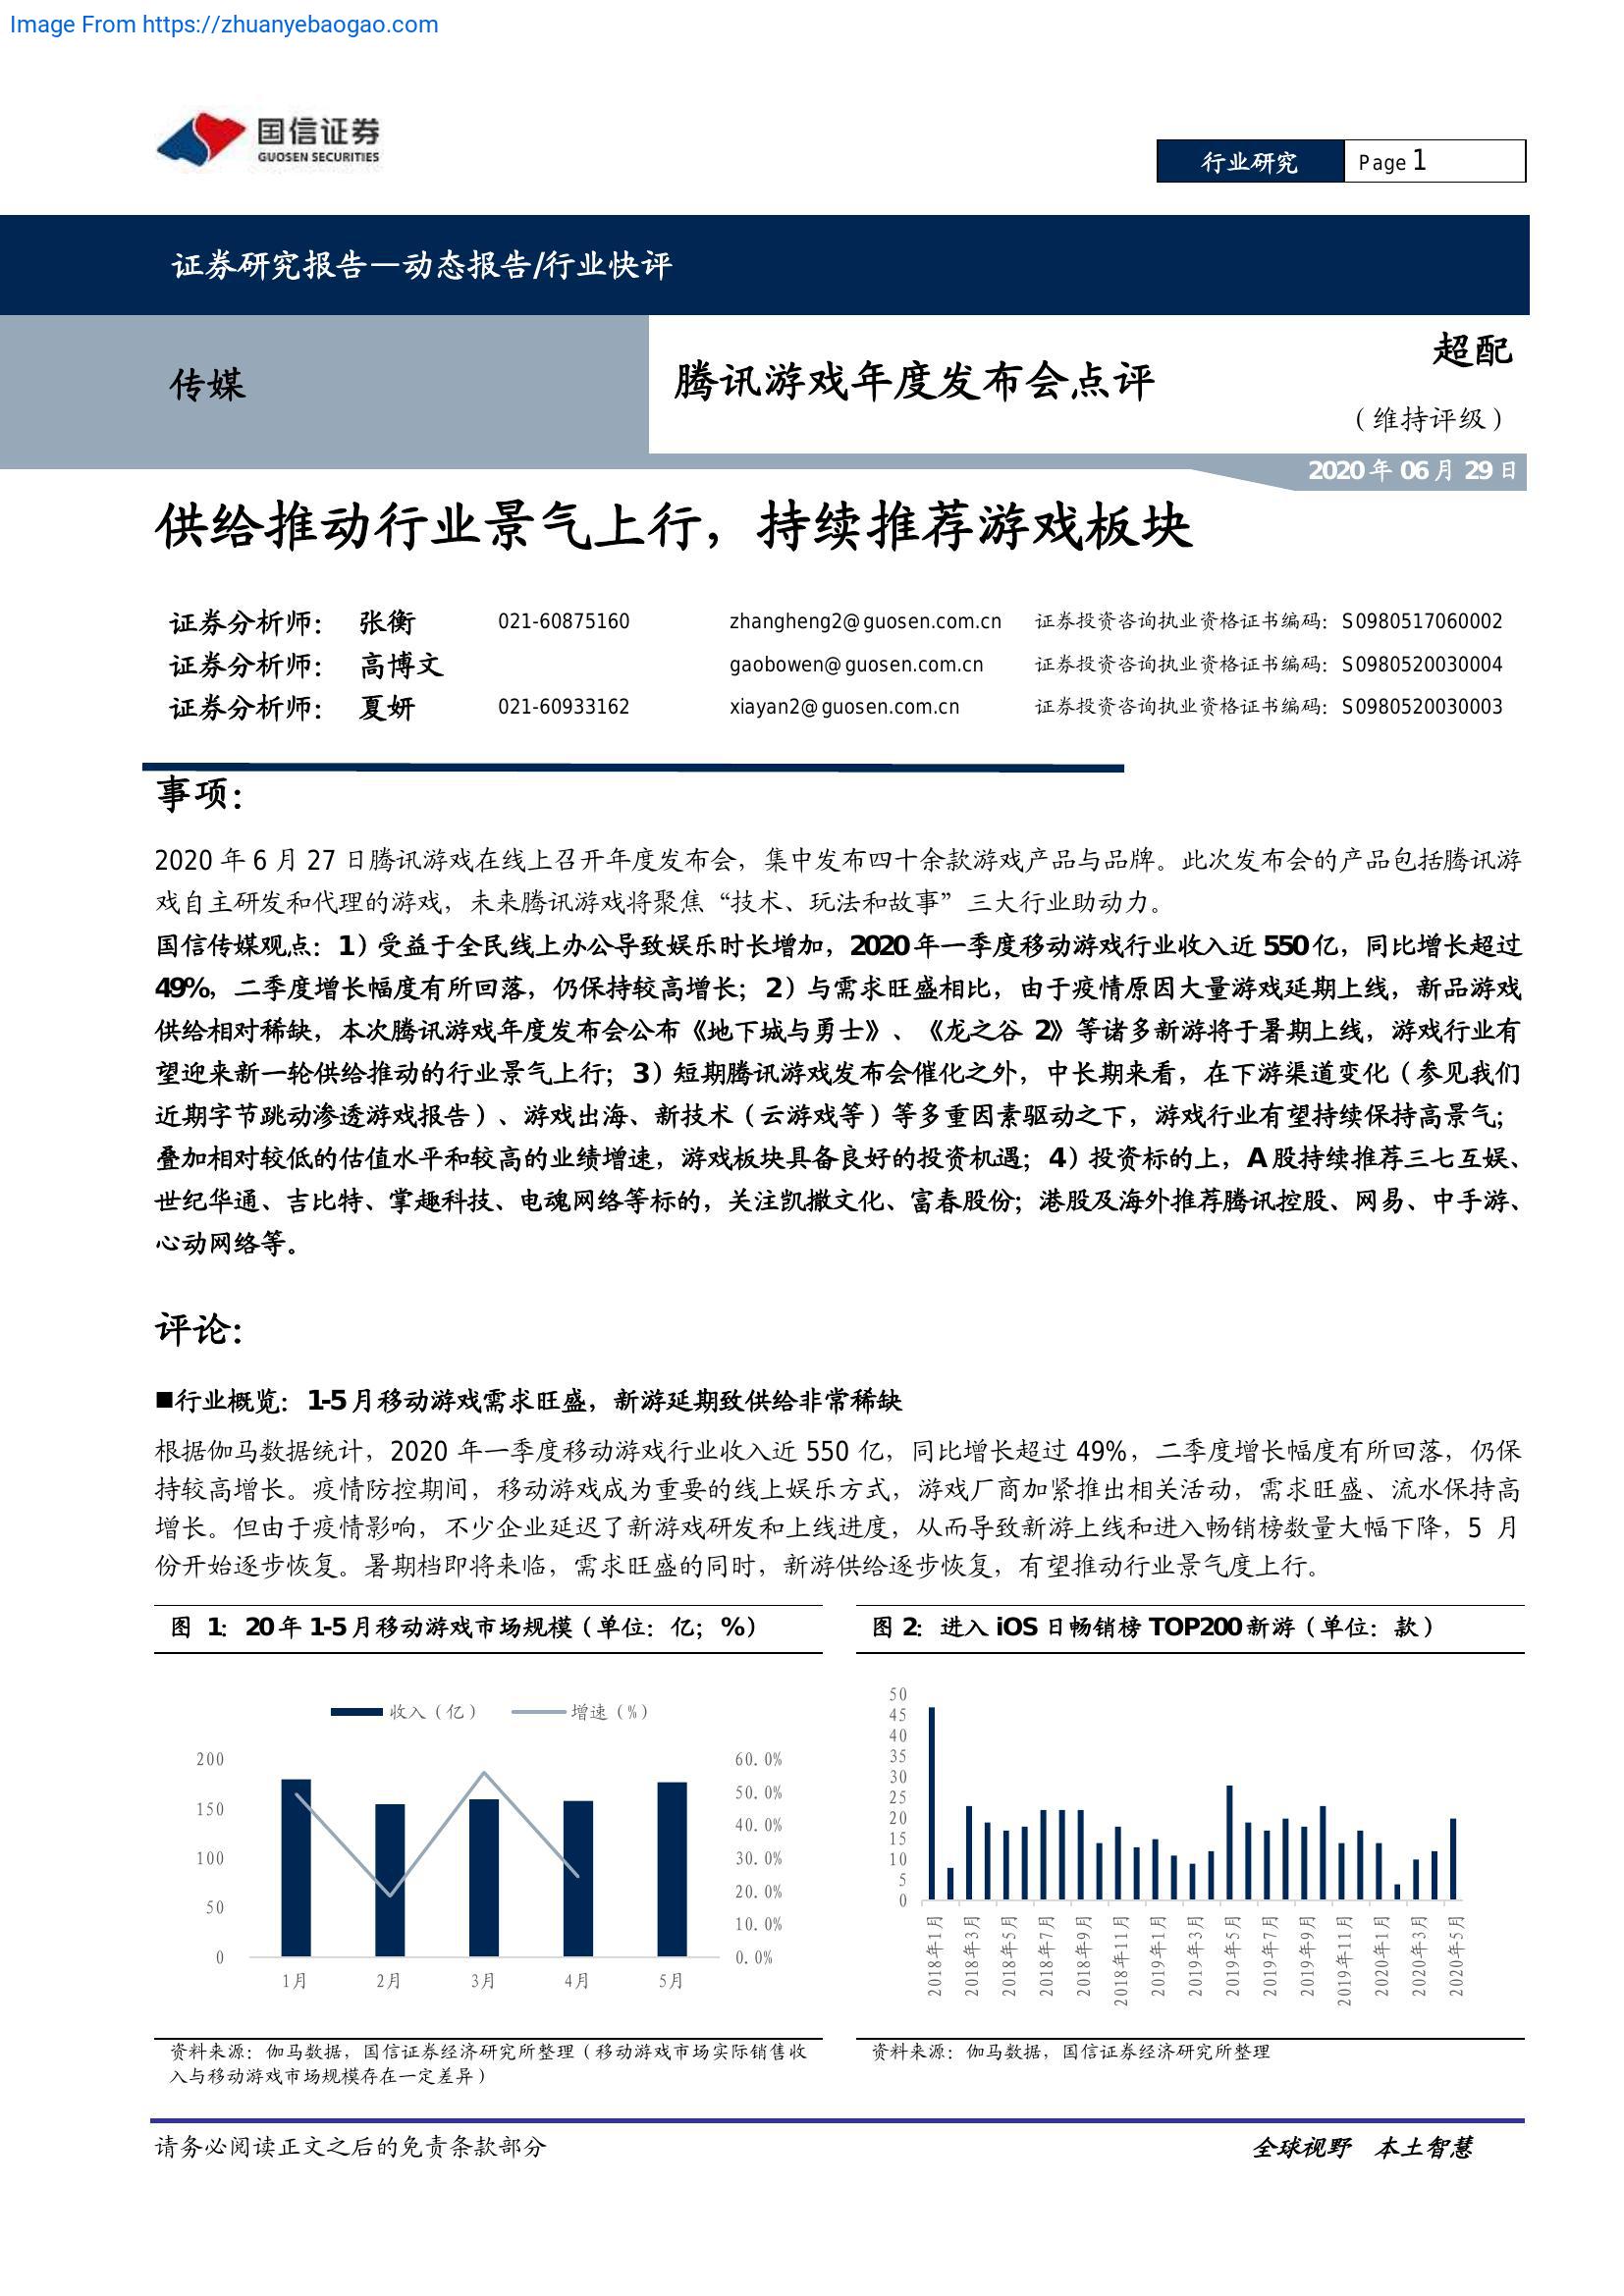 Image From https://zhuanyebaogao.com
国信证券
GUOSEN SECURITIES
行业研究 Page 1
证券研究报告—动态报告/行业快评
传媒
腾讯游戏年度发布会点评
超配
（维持评级）
2020 年 06 月 29 日
供给推动行业景气上行，持续推荐游戏板块
证券分析师： 张衡 021-60875160 zhangheng2@guosen.com.cn 证券投资咨询执业资格证书编码：S0980517060002
证券分析师： 高博文 gaobowen@guosen.com.cn 证券投资咨询执业资格证书编码：S0980520030004
证券分析师： 夏妍 021-60933162 xiayan2@guosen.com.cn 证券投资咨询执业资格证书编码：S0980520030003
事项：
2020 年 6 月 27 日腾讯游戏在线上召开年度发布会，集中发布四十余款游戏产品与品牌。此次发布会的产品包括腾讯游
戏自主研发和代理的游戏，未来腾讯游戏将聚焦“技术、玩法和故事”三大行业助动力。
国信传媒观点：1）受益于全民线上办公导致娱乐时长增加，2020 年一季度移动游戏行业收入近 550 亿，同比增长超过
49%，二季度增长幅度有所回落，仍保持较高增长；2）与需求旺盛相比，由于疫情原因大量游戏延期上线，新品游戏
供给相对稀缺，本次腾讯游戏年度发布会公布《地下城与勇士》、《龙之谷 2》等诸多新游将于暑期上线，游戏行业有
望迎来新一轮供给推动的行业景气上行；3）短期腾讯游戏发布会催化之外，中长期来看，在下游渠道变化（参见我们
近期字节跳动渗透游戏报告）、游戏出海、新技术（云游戏等）等多重因素驱动之下，游戏行业有望持续保持高景气；
叠加相对较低的估值水平和较高的业绩增速，游戏板块具备良好的投资机遇；4）投资标的上，A 股持续推荐三七互娱、
世纪华通、吉比特、掌趣科技、电魂网络等标的，关注凯撒文化、富春股份；港股及海外推荐腾讯控股、网易、中手游、
心动网络等。
评论：
■行业概览：1-5 月移动游戏需求旺盛，新游延期致供给非常稀缺
根据伽马数据统计，2020 年一季度移动游戏行业收入近 550 亿，同比增长超过 49%，二季度增长幅度有所回落，仍保
持较高增长。疫情防控期间，移动游戏成为重要的线上娱乐方式，游戏厂商加紧推出相关活动，需求旺盛、流水保持高
增长。但由于疫情影响，不少企业延迟了新游戏研发和上线进度，从而导致新游上线和进入畅销榜数量大幅下降，5 月
份开始逐步恢复。暑期档即将来临，需求旺盛的同时，新游供给逐步恢复，有望推动行业景气度上行。
图 1：20 年 1-5 月移动游戏市场规模（单位：亿；%）
收入（亿） 增速（%）
200
150
100
50
0
60.0%
50.0%
40.0%
30.0%
20.0%
10.0%
0.0%
1月 2月 3月 4月 5月
资料来源：伽马数据，国信证券经济研究所整理（移动游戏市场实际销售收
入与移动游戏市场规模存在一定差异）
图 2：进入 iOS 日畅销榜 TOP200 新游（单位：款）
50
45
40
35
30
25
20
15
10
5
0
2018年1月
2018年3月
2018年5月
2018年7月
2018年9月
2018年11月
2019年1月
2019年3月
2019年5月
2019年7月
2019年9月
2019年11月
2020年1月
2020年3月
2020年5月
资料来源：伽马数据，国信证券经济研究所整理
请务必阅读正文之后的免责条款部分
全球视野 本土智慧